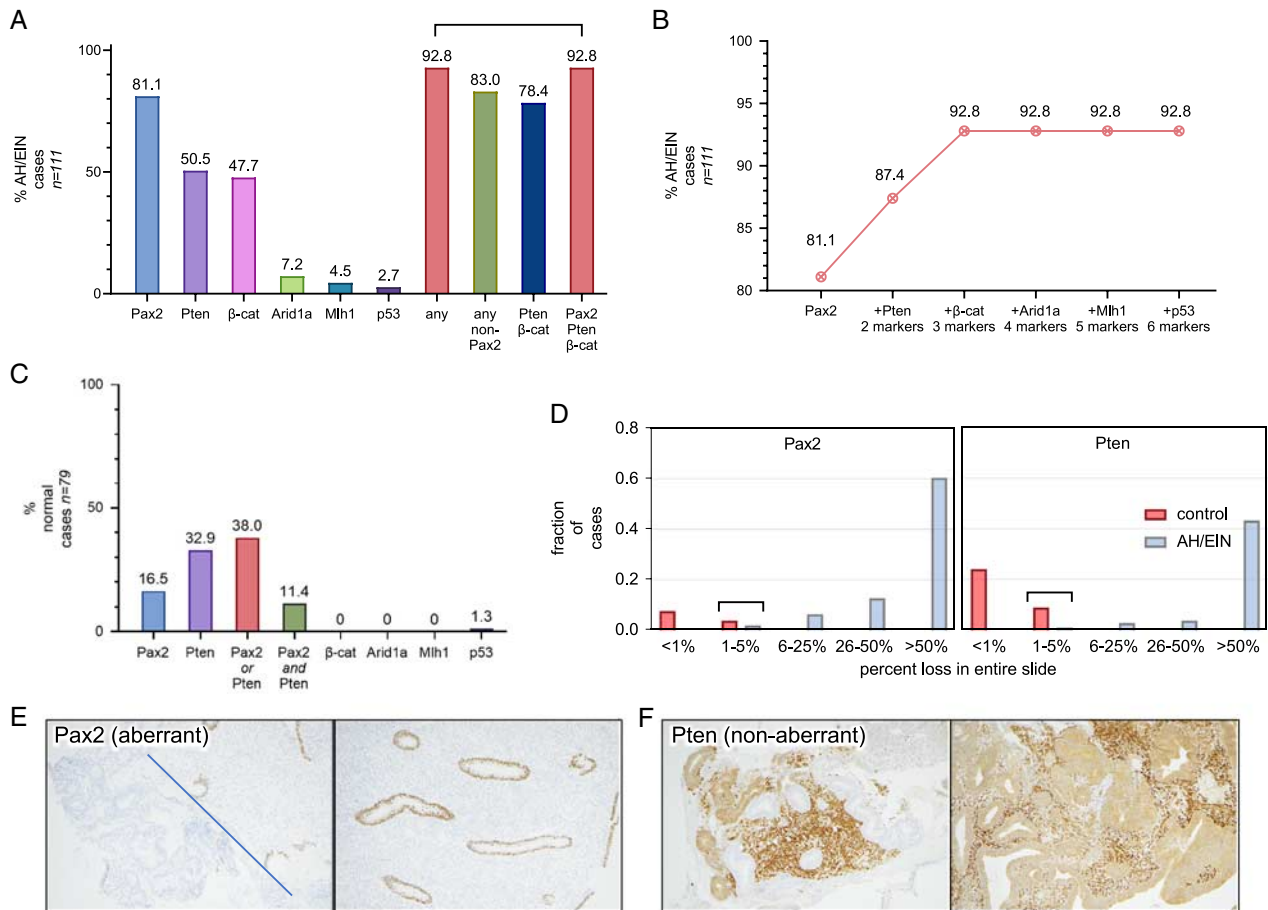 A
% AH/EIN
cases
n=111
100
50
0
81.1
50.5
47.7
7.2
4.5
2.7
92.8
83.0
78.4
92.8
Pax2
Pten
β-cat
Arid1a
Mlh1
p53
any
any
non-
Pax2
Pten
β-cat
Pax2
Pten
β-cat
B
% AH/EIN
cases
n=111
100
95
90
85
80
81.1
87.4
92.8
92.8
92.8
92.8
Pax2
+Pten
2 markers
+β-cat
3 markers
+Arid1a
4 markers
+Mlh1
5 markers
+p53
6 markers
C
%
normal
cases n=79
100
50
0
16.5
32.9
38.0
11.4
0
0
0
1.3
Pax2
Pten
Pax2
or
Pten
Pax2
and
Pten
β-cat
Arid1a
Mlh1
p53
D
fraction
of
cases
0.8
0.6
0.4
0.2
0.0
Pax2
Pten
control
AH/EIN
<1%
1-5%
6-25%
26-50%
>50%
<1%
1-5%
6-25%
26-50%
>50%
percent loss in entire slide
E
Pax2 (aberrant)
F
Pten (non-aberrant)